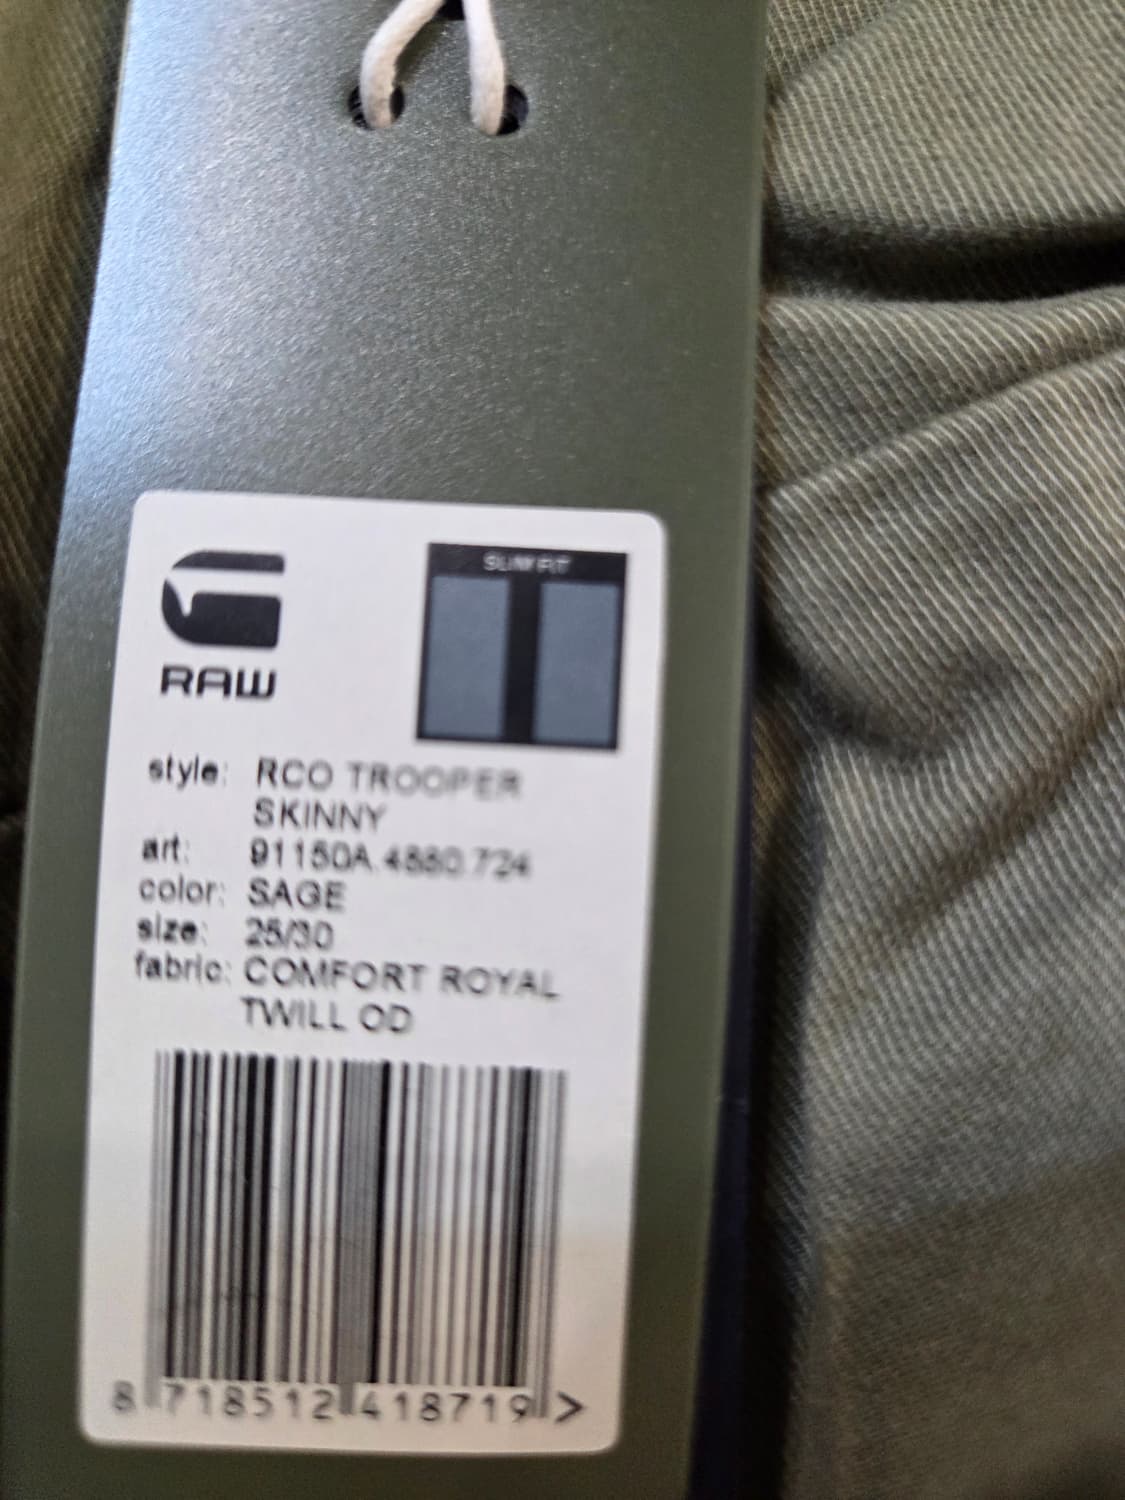 SLIM FIT
RAW
style: RCO TROOPER
SKINNY
art: 91150A.4880.724
color: SAGE
size: 25/30
fabric: COMFORT ROYAL
TWILL OD
8 718512 418719 >